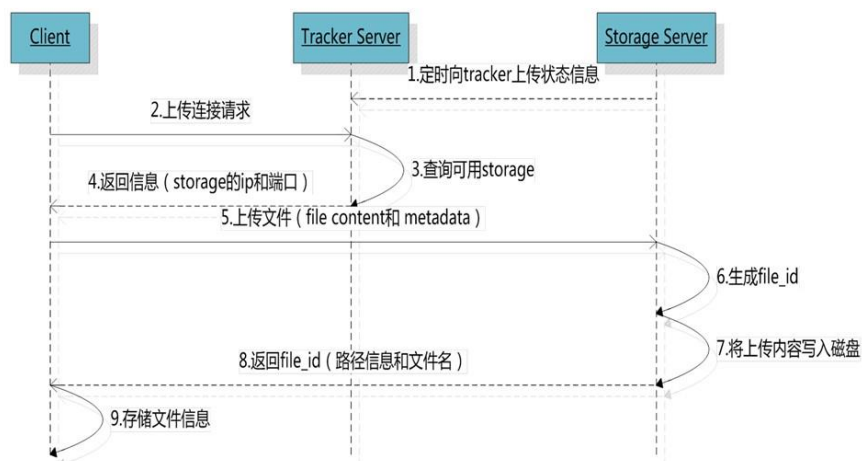 Client
Tracker Server
Storage Server
1.定时向tracker上传状态信息
2.上传连接请求
3.查询可用storage
4.返回信息（storage的ip和端口）
5.上传文件（file content和 metadata）
6.生成file_id
7.将上传内容写入磁盘
8.返回file_id（路径信息和文件名）
9.存储文件信息